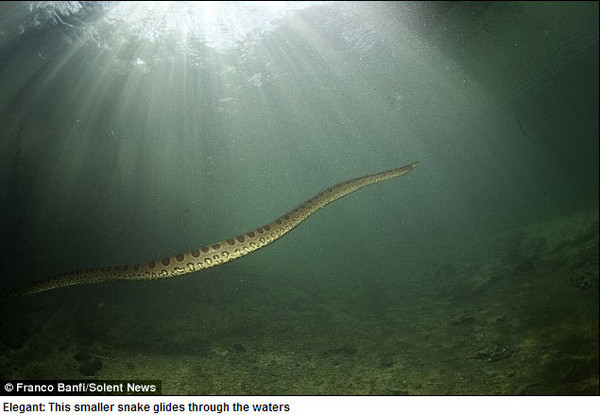 © Franco Banfi/Solent News
Elegant: This smaller snake glides through the waters